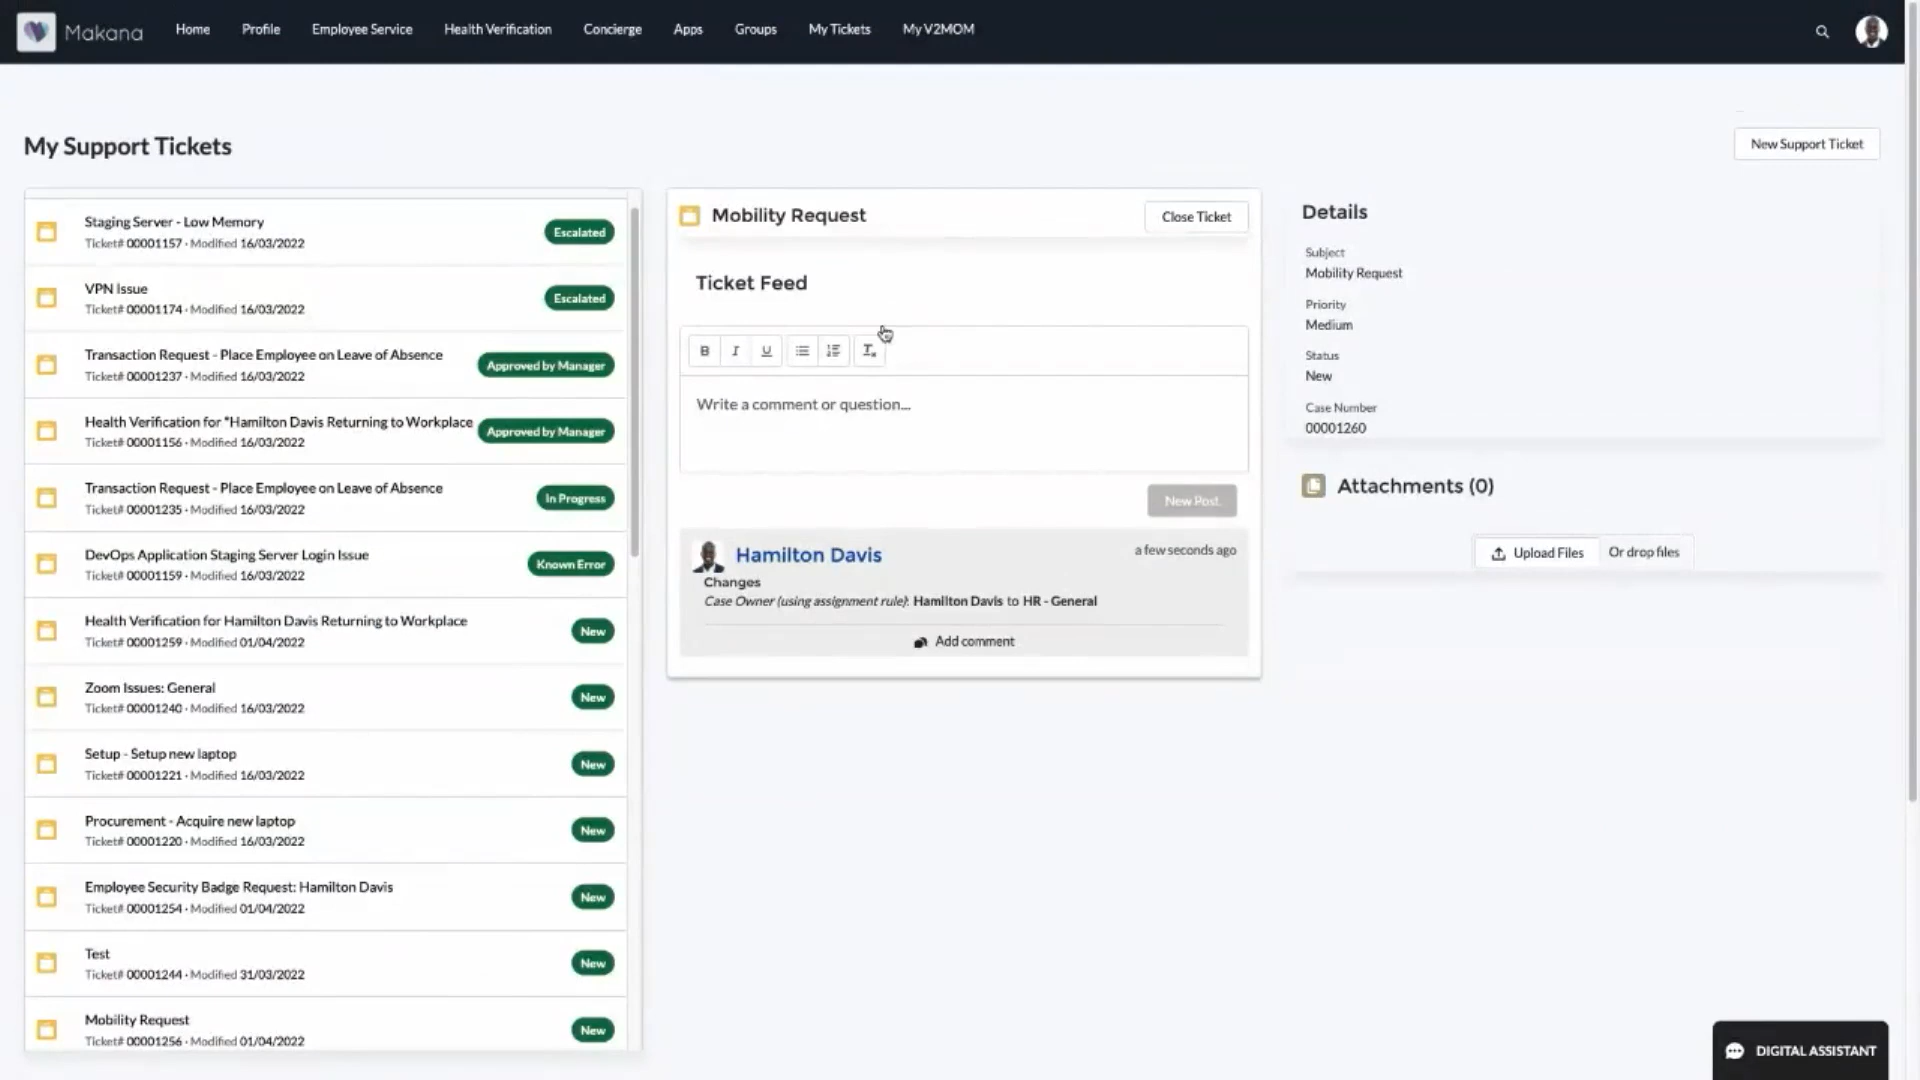 Makana
Home
Profile
Employee Service
Health Verification
Concierge
Apps
Groups
My Tickets
My V2MOM
My Support Tickets
New Support Ticket
Staging Server - Low Memory
Ticket# 00001157 · Modified 16/03/2022
Escalated
VPN Issue
Ticket# 00001174 · Modified 16/03/2022
Escalated
Transaction Request - Place Employee on Leave of Absence
Ticket# 00001237 · Modified 16/03/2022
Approved by Manager
Health Verification for "Hamilton Davis Returning to Workplace
Ticket# 00001156 · Modified 16/03/2022
Approved by Manager
Transaction Request - Place Employee on Leave of Absence
Ticket# 00001235 · Modified 16/03/2022
In Progress
DevOps Application Staging Server Login Issue
Ticket# 00001159 · Modified 16/03/2022
Known Error
Health Verification for Hamilton Davis Returning to Workplace
Ticket# 00001259 · Modified 01/04/2022
New
Zoom Issues: General
Ticket# 00001240 · Modified 16/03/2022
New
Setup - Setup new laptop
Ticket# 00001221 · Modified 16/03/2022
New
Procurement - Acquire new laptop
Ticket# 00001220 · Modified 16/03/2022
New
Employee Security Badge Request: Hamilton Davis
Ticket# 00001254 · Modified 01/04/2022
New
Test
Ticket# 00001244 · Modified 31/03/2022
New
Mobility Request
Ticket# 00001256 · Modified 01/04/2022
New
Mobility Request
Close Ticket
Ticket Feed
B I U
Write a comment or question...
New Post
Hamilton Davis
a few seconds ago
Changes
Case Owner (using assignment rule): Hamilton Davis to HR - General
Add comment
Details
Subject
Mobility Request
Priority
Medium
Status
New
Case Number
00001260
Attachments (0)
Upload Files
Or drop files
DIGITAL ASSISTANT